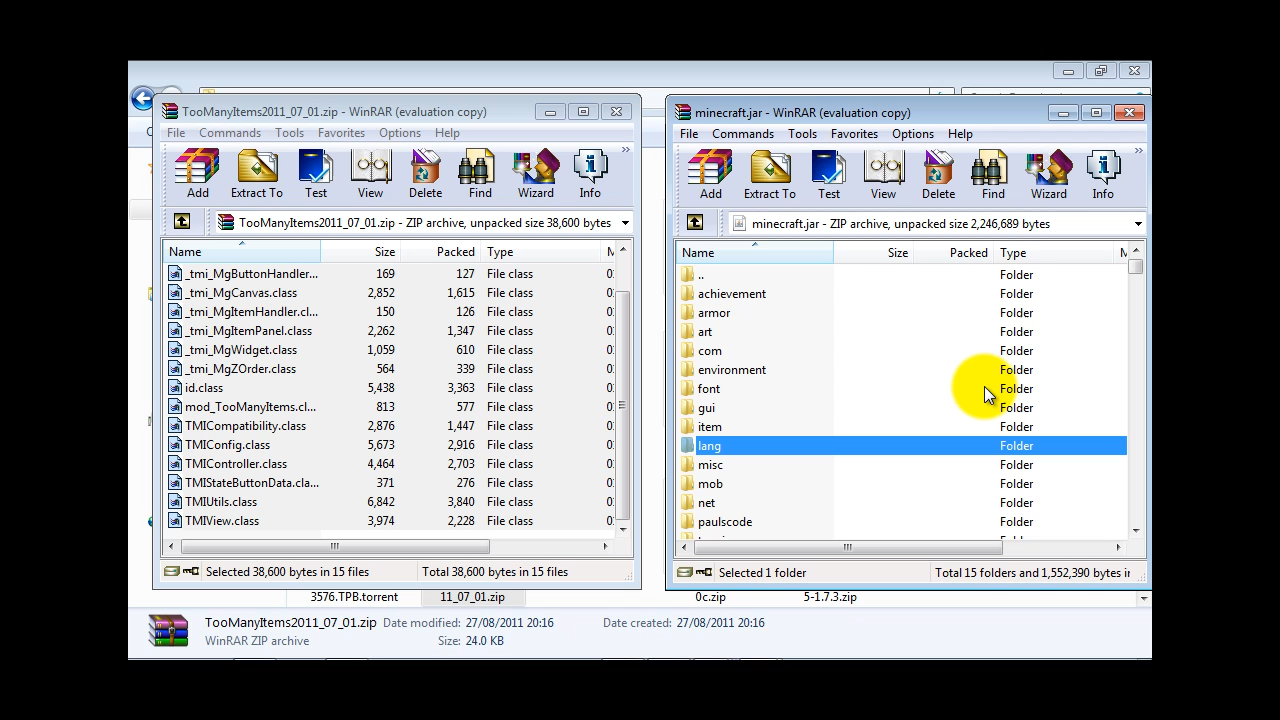 TooManyItems2011_07_01.zip - WinRAR (evaluation copy)
File Commands Tools Favorites Options Help
Add Extract To Test View Delete Find Wizard Info
TooManyItems2011_07_01.zip - ZIP archive, unpacked size 38,600 bytes
Name Size Packed Type
_tmi_MgButtonHandler... 169 127 File class
_tmi_MgCanvas.class 2,852 1,615 File class
_tmi_MgItemHandler.cl... 150 126 File class
_tmi_MgItemPanel.class 2,262 1,347 File class
_tmi_MgWidget.class 1,059 610 File class
_tmi_MgZOrder.class 564 339 File class
id.class 5,438 3,363 File class
mod_TooManyItems.cl... 813 577 File class
TMICompatibility.class 2,876 1,447 File class
TMIConfig.class 5,673 2,916 File class
TMIController.class 4,464 2,703 File class
TMIStateButtonData.cla... 371 276 File class
TMIUtils.class 6,842 3,840 File class
TMIView.class 3,974 2,228 File class
Selected 38,600 bytes in 15 files Total 38,600 bytes in 15 files
minecraft.jar - WinRAR (evaluation copy)
File Commands Tools Favorites Options Help
Add Extract To Test View Delete Find Wizard Info
minecraft.jar - ZIP archive, unpacked size 2,246,689 bytes
Name Size Packed Type M
.. Folder
achievement Folder
armor Folder
art Folder
com Folder
environment Folder
font Folder
gui Folder
item Folder
lang Folder
misc Folder
mob Folder
net Folder
paulscode Folder
Selected 1 folder Total 15 folders and 1,552,390 bytes in
3576.TPB.torrent 11_07_01.zip 0c.zip 5-1.7.3.zip
TooManyItems2011_07_01.zip Date modified: 27/08/2011 20:16 Date created: 27/08/2011 20:16
WinRAR ZIP archive Size: 24.0 KB